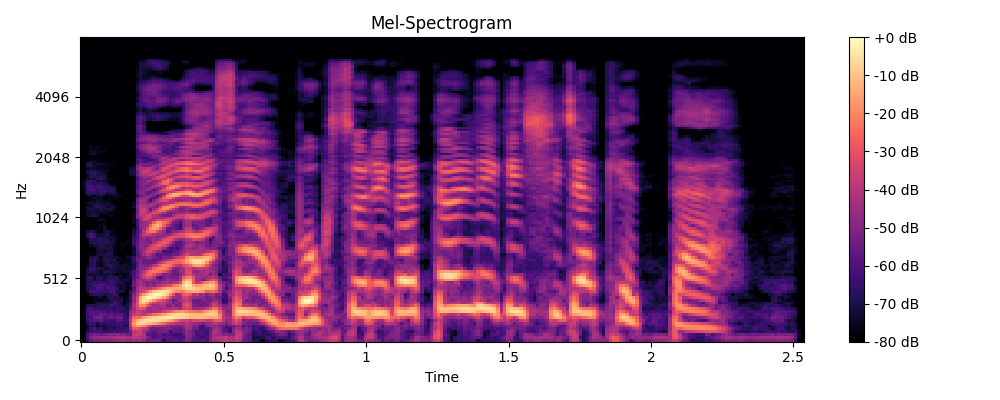 Mel-Spectrogram
+0 dB
-10 dB
-20 dB
-30 dB
-40 dB
-50 dB
-60 dB
-70 dB
-80 dB
Hz
4096
2048
1024
512
0
0
0.5
1
1.5
2
2.5
Time